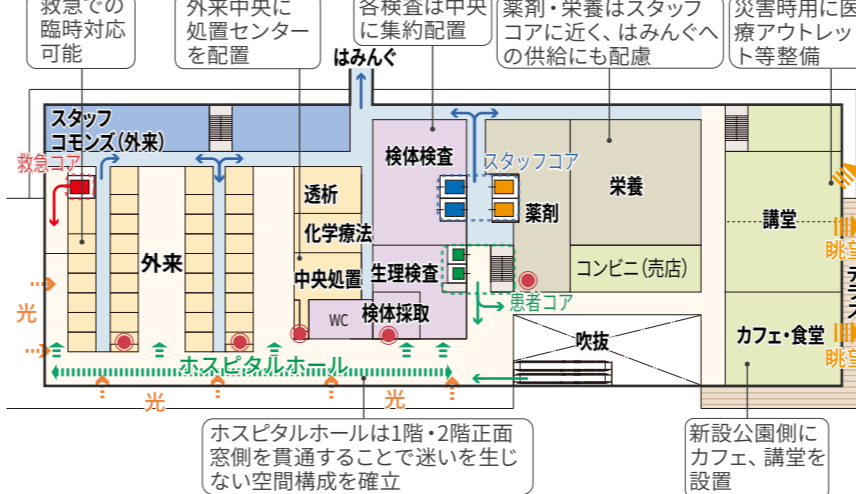 救急での
臨時対応
可能
外来中央に
処置センター
を配置
各検査は中央
に集約配置
薬剤・栄養はスタッフ
コアに近く、はみんぐへ
の供給にも配慮
災害時用に医
療アウトレッ
ト等整備
はみんぐ
スタッフ
コモンズ(外来)
救急コア
検体検査
スタッフコア
透析
薬剤
栄養
講堂
化学療法
外来
中央処置
生理検査
コンビニ(売店)
眺望
テラス
光
WC
検体採取
患者コア
吹抜
カフェ・食堂
眺望
ホスピタルホール
光
光
ホスピタルホールは1階・2階正面
窓側を貫通することで迷いを生じ
ない空間構成を確立
新設公園側に
カフェ、講堂を
設置